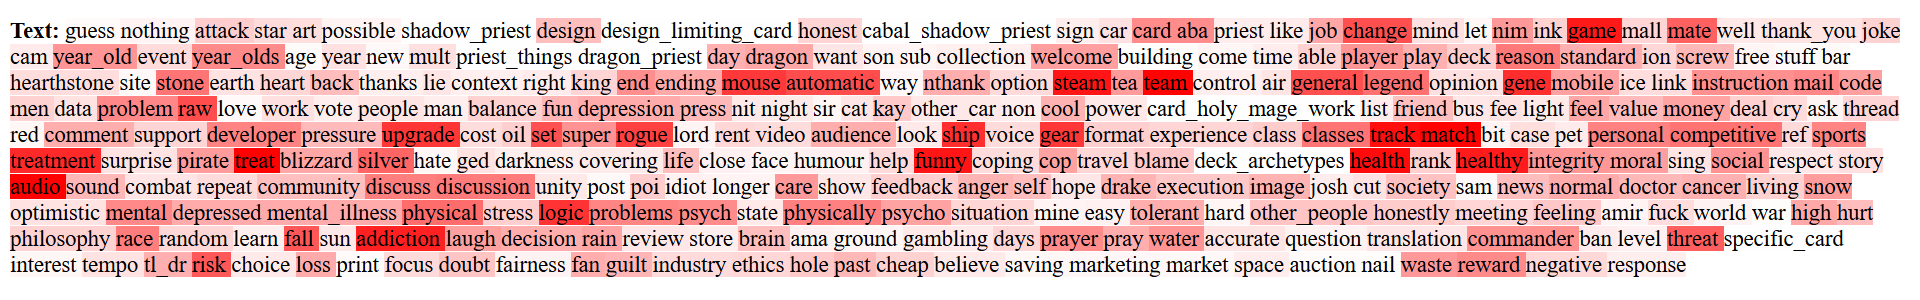 Text: guess nothing attack star art possible shadow_priest design design_limiting_card honest cabal_shadow_priest sign car card aba priest like job change mind let nim ink game mall mate well thank_you joke
cam year_old event year_olds age year new mult priest_things dragon_priest day dragon want son sub collection welcome building come time able player play deck reason standard ion screw free stuff bar
hearthstone site stone earth heart back thanks lie context right king end ending mouse automatic way nthank option steam tea team control air general legend opinion gene mobile ice link instruction mail code
men data problem raw love work vote people man balance fun depression press nit night sir cat kay other_car non cool power card_holy_mage_work list friend bus fee light feel value money deal cry ask thread
red comment support developer pressure upgrade cost oil set super rogue lord rent video audience look ship voice gear format experience class classes track match bit case pet personal competitive ref sports
treatment surprise pirate treat blizzard silver hate ged darkness covering life close face humour help funny coping cop travel blame deck_archetypes health rank healthy integrity moral sing social respect story
audio sound combat repeat community discuss discussion unity post poi idiot longer care show feedback anger self hope drake execution image josh cut society sam news normal doctor cancer living snow
optimistic mental depressed mental_illness physical stress logic problems psych state physically psycho situation mine easy tolerant hard other_people honestly meeting feeling amir fuck world war high hurt
philosophy race random learn fall sun addiction laugh decision rain review store brain ama ground gambling days prayer pray water accurate question translation commander ban level threat specific_card
interest tempo tl_dr risk choice loss print focus doubt fairness fan guilt industry ethics hole past cheap believe saving marketing market space auction nail waste reward negative response